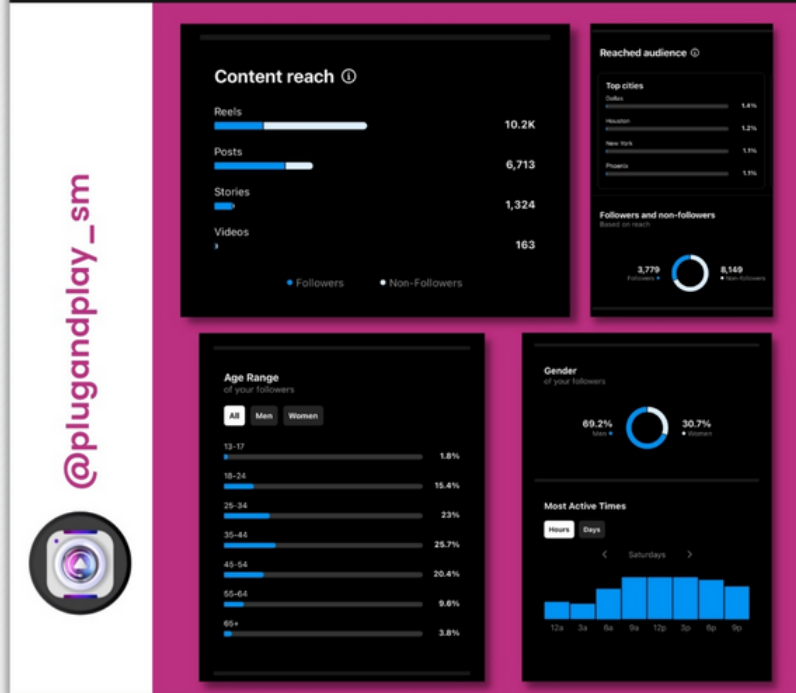 @plugandplay_sm
Content reach
Reels
10.2K
Posts
6,713
Stories
1,324
Videos
163
Followers
Non-Followers
Reached audience
Top cities
Dallas
1.4%
Houston
1.2%
New York
1.1%
Phoenix
1.1%
Followers and non-followers
Based on reach
3,779
Followers
8,149
Non-Followers
Age Range
of your followers
All Men Women
13-17
1.8%
18-24
15.4%
25-34
23%
35-44
25.7%
45-54
20.4%
55-64
9.6%
65+
3.8%
Gender
of your followers
69.2%
Men
30.7%
Women
Most Active Times
Hours Days
< Saturdays >
12a 3a 6a 9a 12p 3p 6p 9p